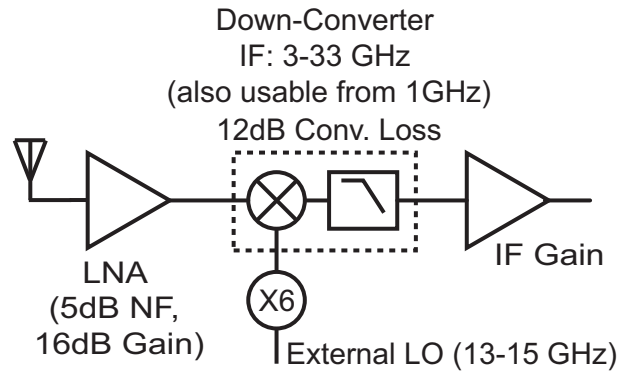 Down-Converter
IF: 3-33 GHz
(also usable from 1GHz)
12dB Conv. Loss
LNA
(5dB NF,
16dB Gain)
X6
IF Gain
External LO (13-15 GHz)